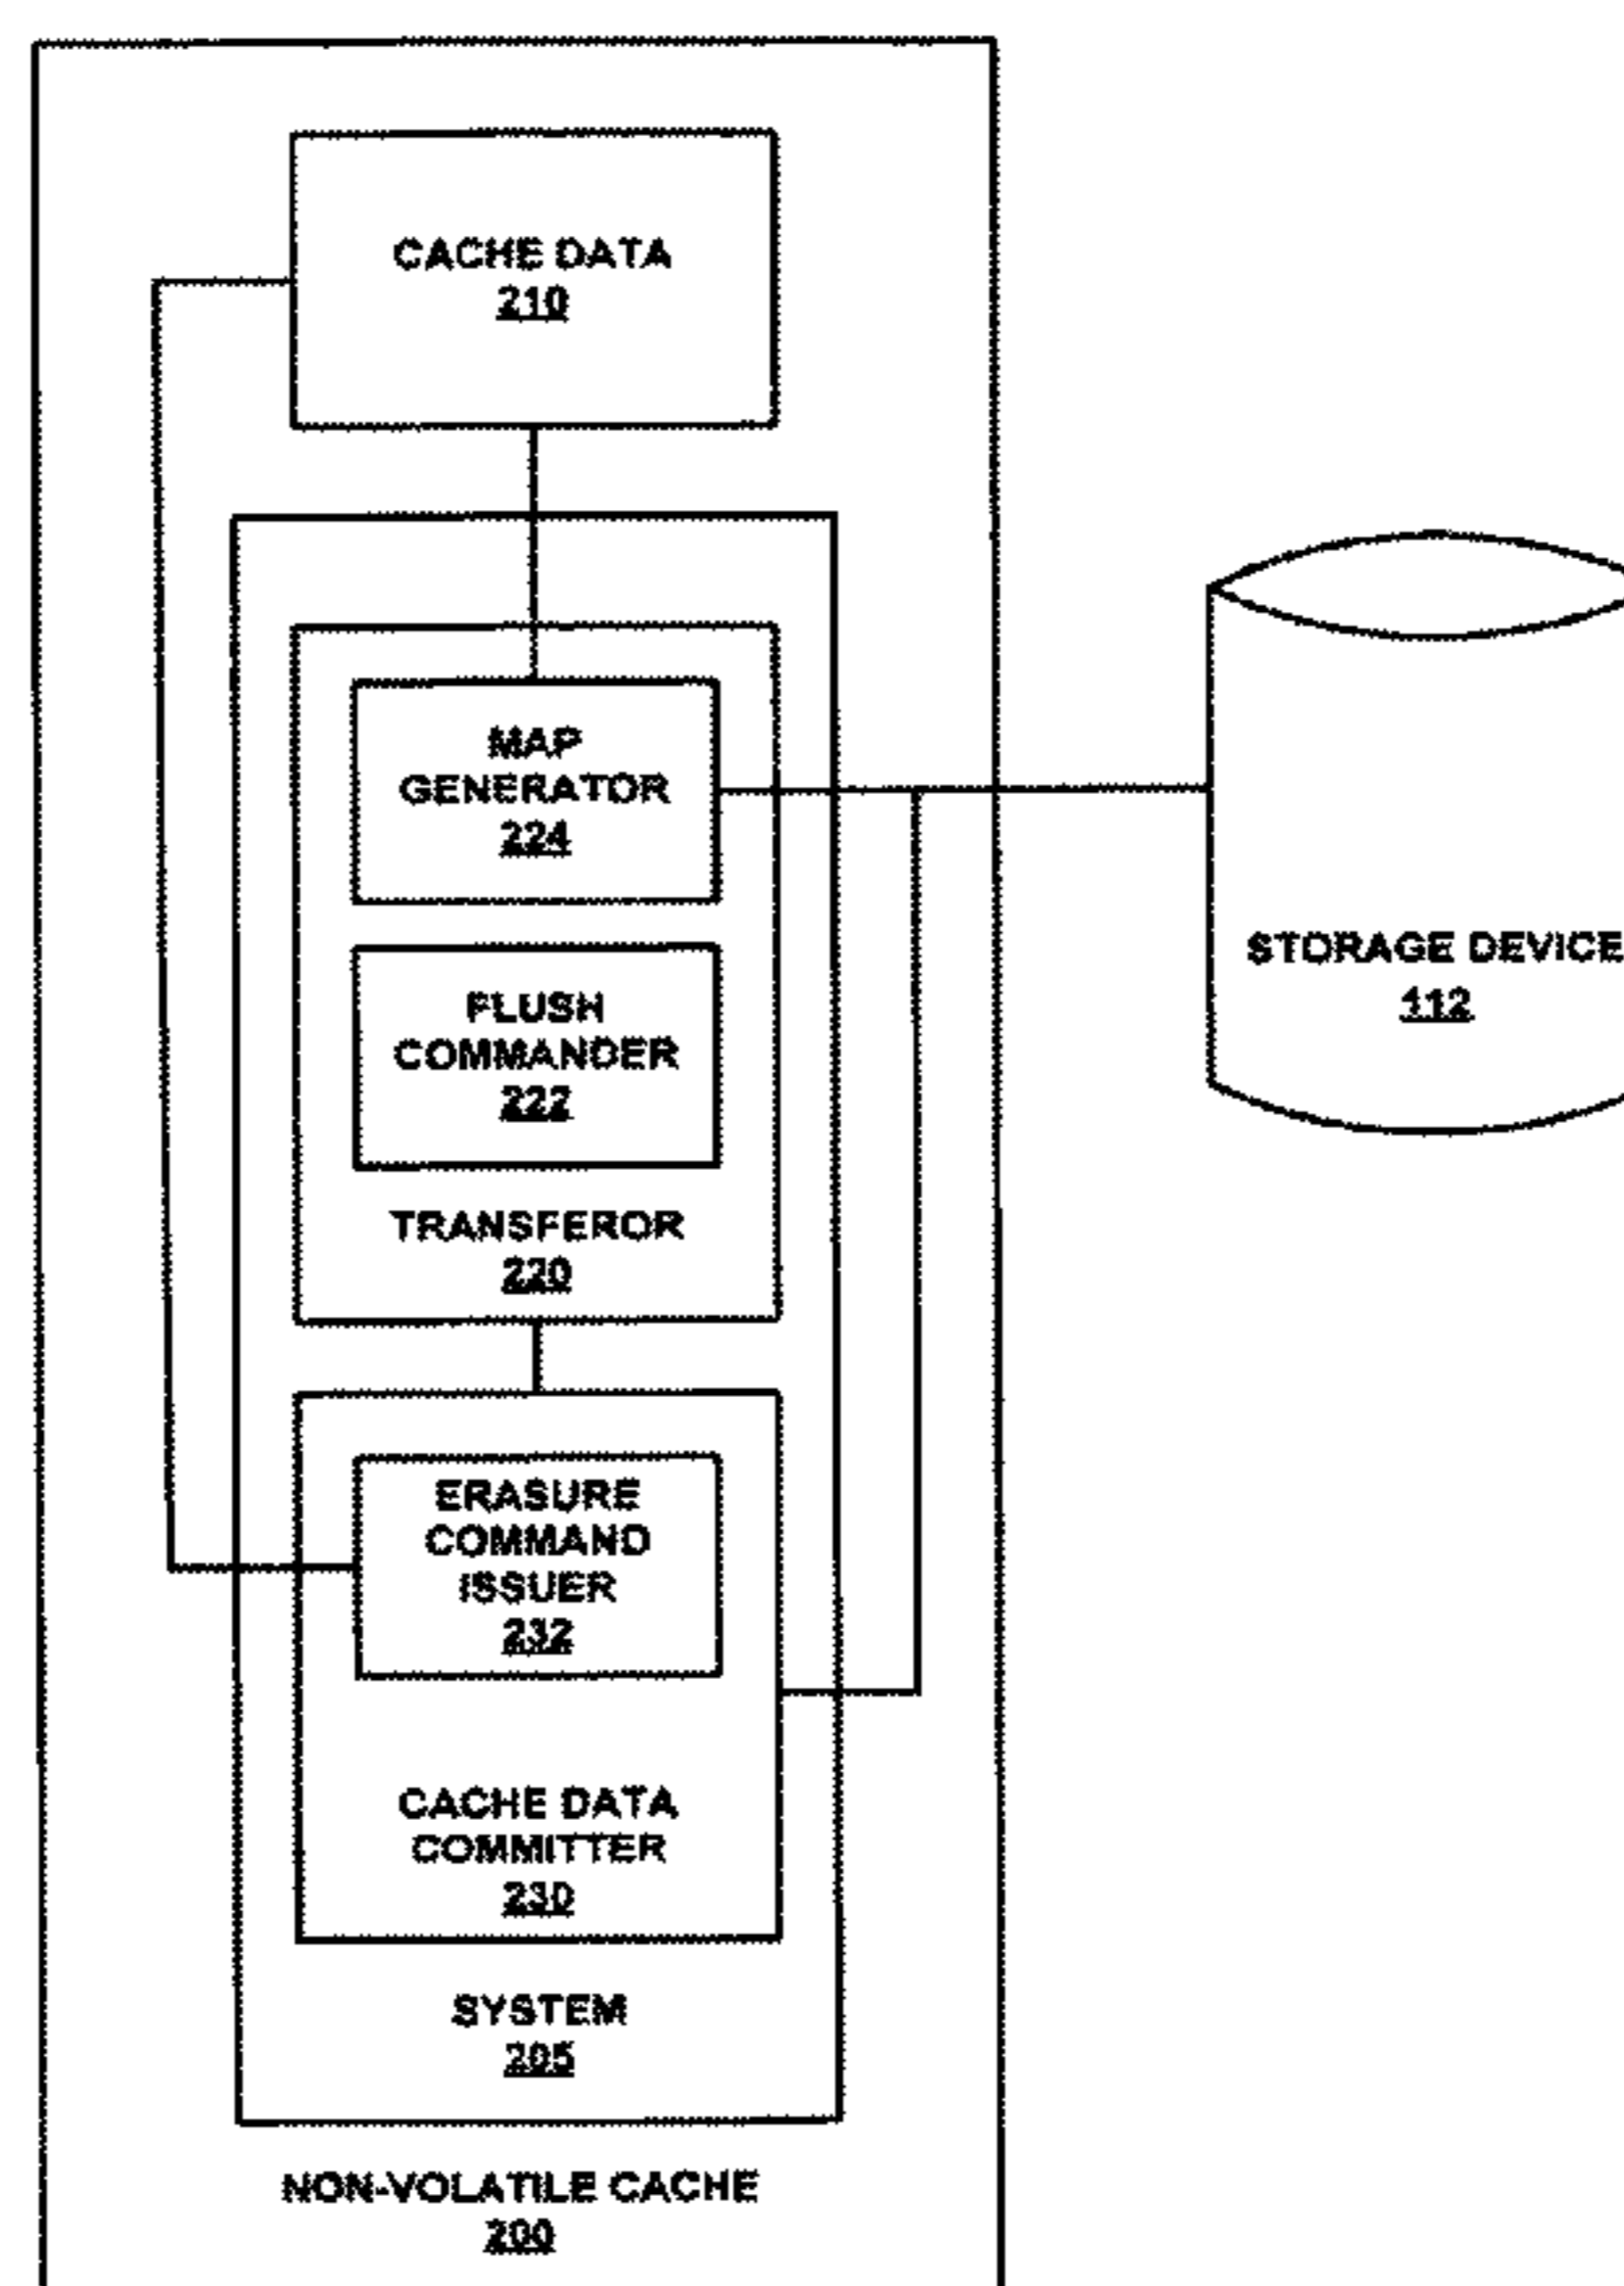 CACHE DATA
210
MAP
GENERATOR
224
FLUSH
COMMANDER
222
TRANSFEROR
220
ERASURE
COMMAND
ISSUER
232
CACHE DATA
COMMITTER
230
SYSTEM
205
NON-VOLATILE CACHE
200
STORAGE DEVICE
112